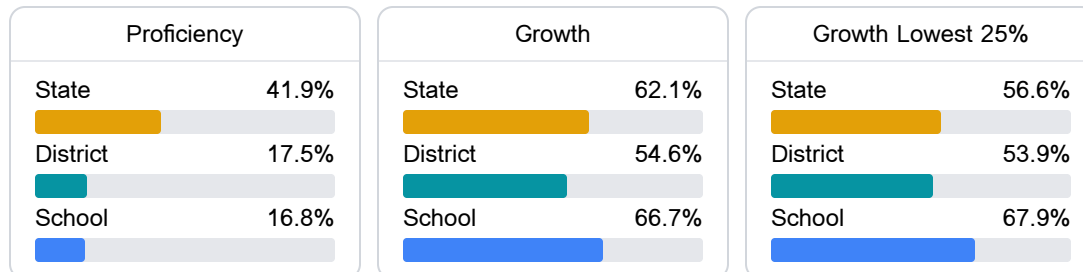 Proficiency
State 41.9%
District 17.5%
School 16.8%
Growth
State 62.1%
District 54.6%
School 66.7%
Growth Lowest 25%
State 56.6%
District 53.9%
School 67.9%